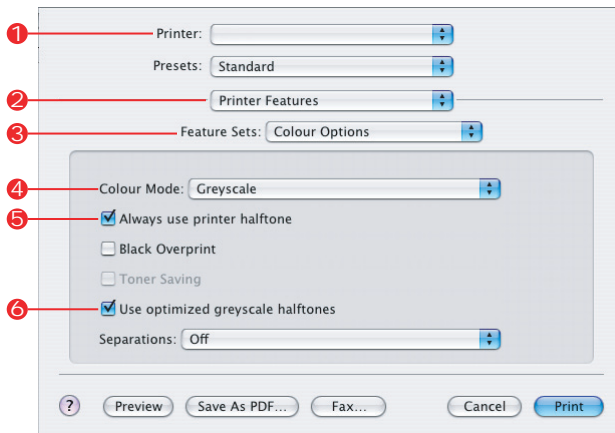 1 Printer:
Presets: Standard
2 Printer Features
3 Feature Sets: Colour Options
4 Colour Mode: Greyscale
5 Always use printer halftone
Black Overprint
Toner Saving
6 Use optimized greyscale halftones
Separations: Off
? Preview Save As PDF... Fax... Cancel Print